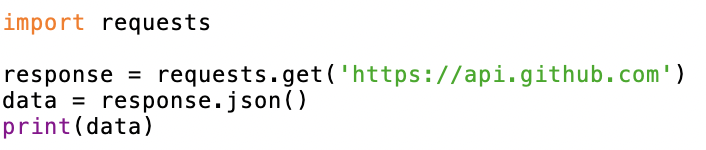 import requests

response = requests.get('https://api.github.com')
data = response.json()
print(data)